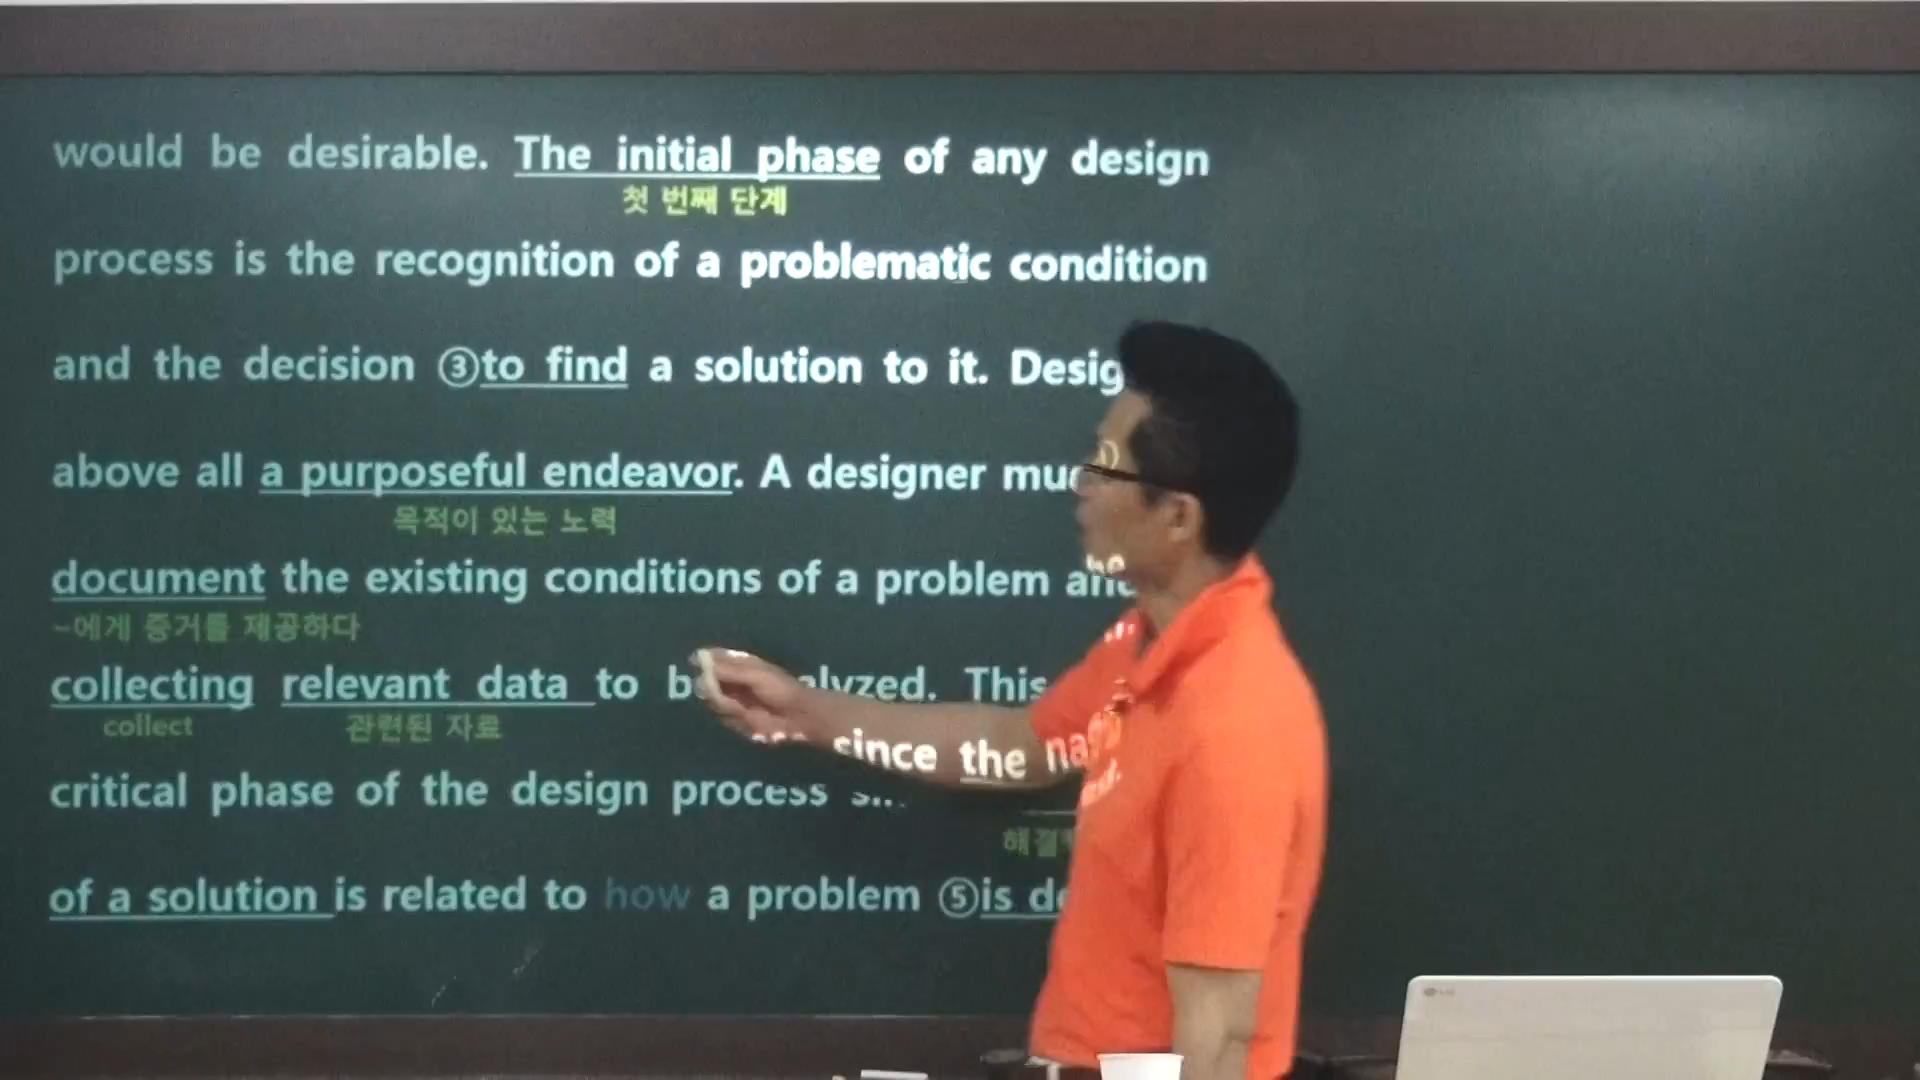 would be desirable. The initial phase of any design
첫 번째 단계
process is the recognition of a problematic condition
and the decision ③to find a solution to it.
above all a purposeful endeavor. A designer
목적이 있는 노력
document the existing conditions of a problem
~에게 증거를 제공하다
collecting relevant data to This
collect 관련된 자료
since the
critical phase of the design process
of a solution is related to how a problem ⑤is